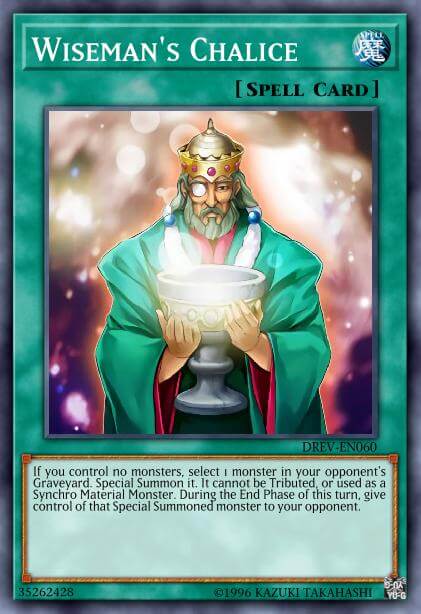 Wiseman's Chalice
SPELL
魔
[Spell Card]
DREV-EN060
If you control no monsters, select 1 monster in your opponent's
Graveyard. Special Summon it. It cannot be Tributed, or used as a
Synchro Material Monster. During the End Phase of this turn, give
control of that Special Summoned monster to your opponent.
35262428
©1996 KAZUKI TAKAHASHI